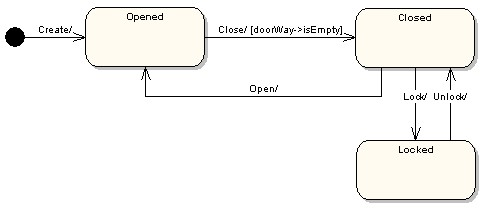 Opened
Closed
Create/
Close/ [doorWay->isEmpty]
Open/
Lock/
Unlock/
Locked